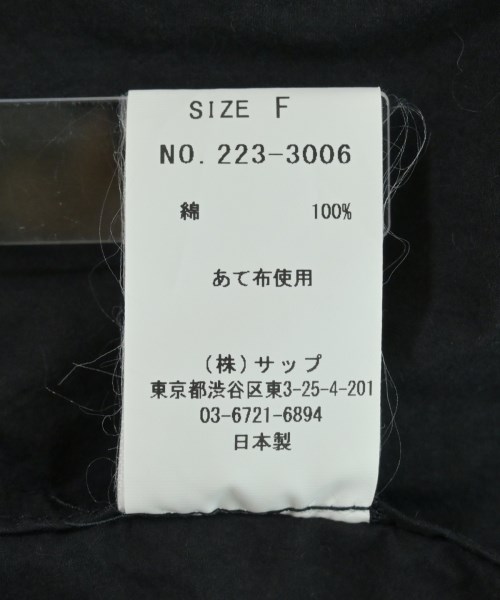 SIZE F
NO. 223-3006
綿 100%
あて布使用
(株)サップ
東京都渋谷区東3-25-4-201
03-6721-6894
日本製